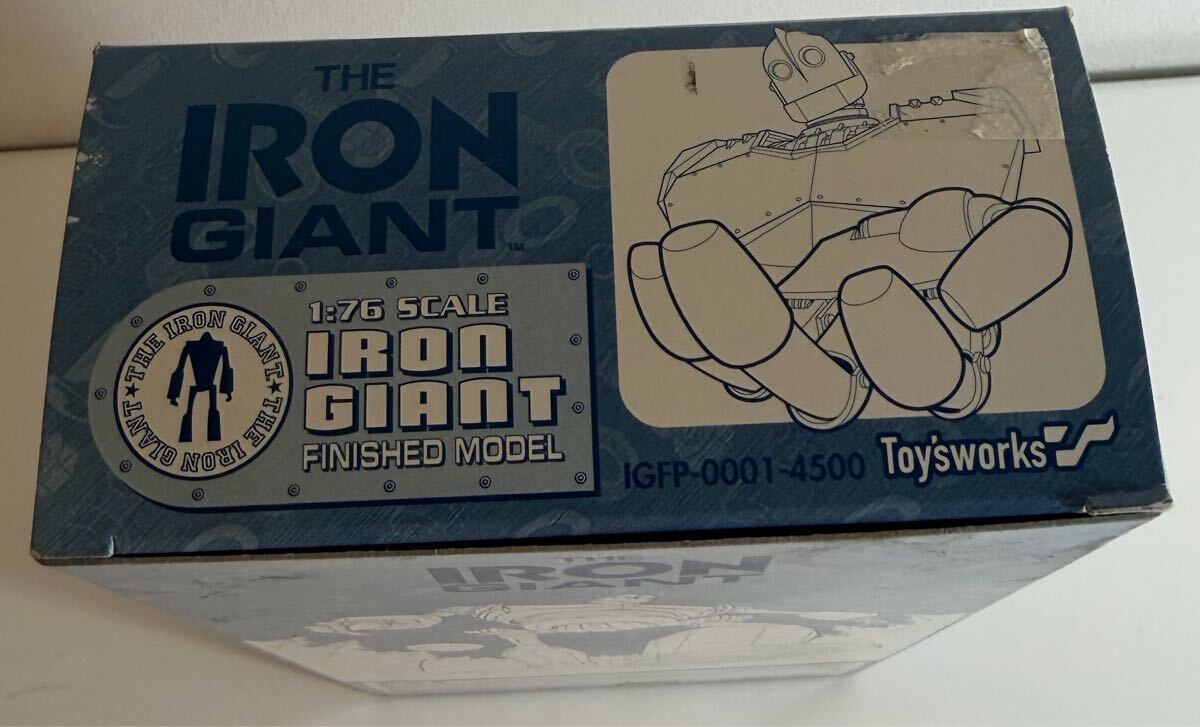 THE
IRON
GIANT™
1:76 SCALE
IRON
GIANT
FINISHED MODEL
★THE IRON GIANT★THE IRON GIANT
IGFP-0001-4500
Toy'sworks
THE
IRON
GIANT